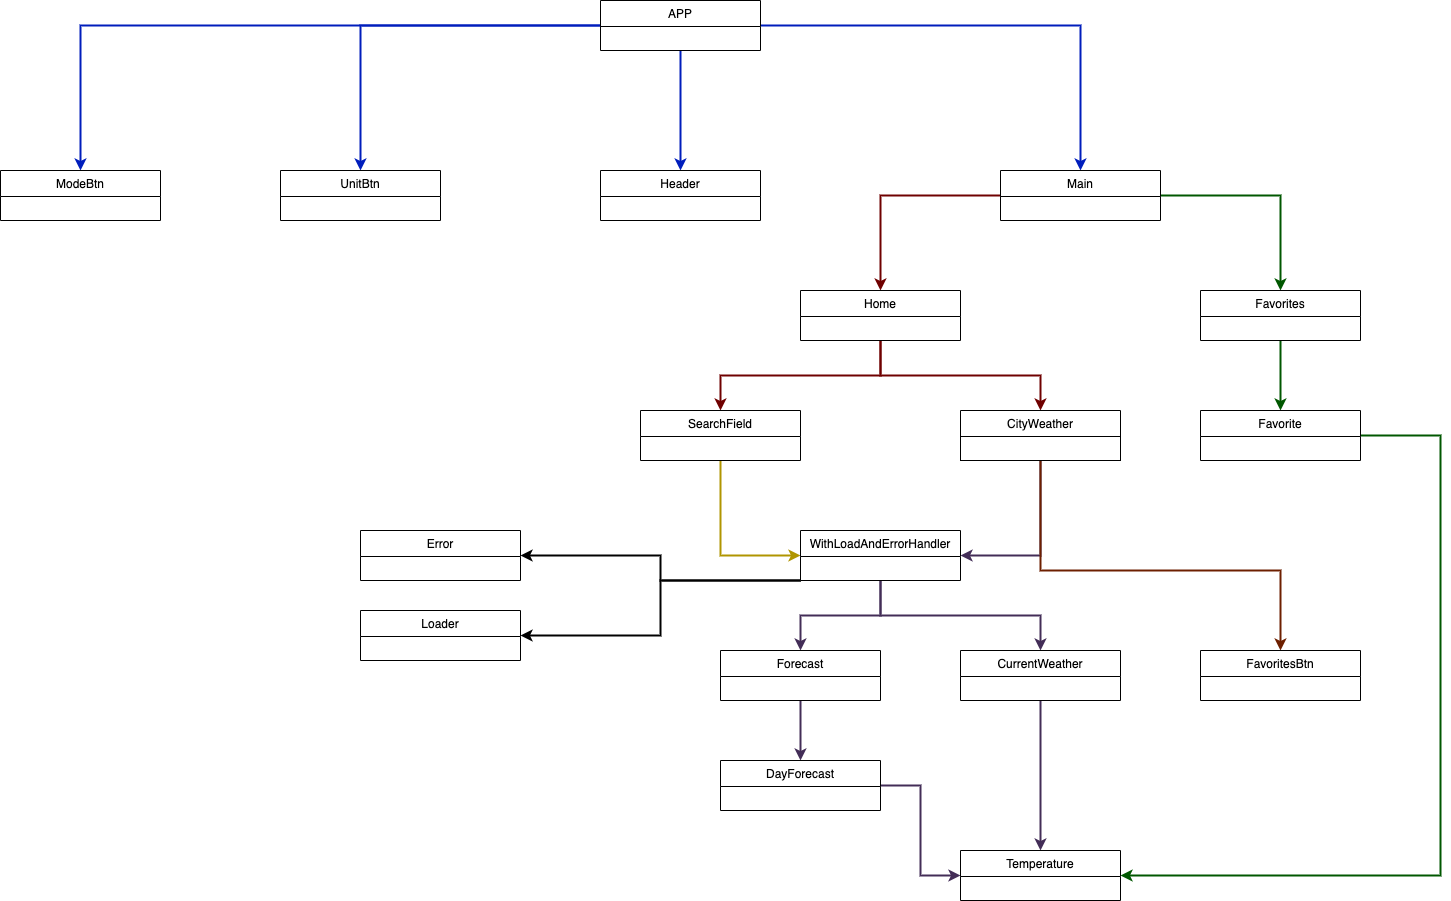 APP
ModeBtn
UnitBtn
Header
Main
Home
Favorites
SearchField
CityWeather
Favorite
Error
WithLoadAndErrorHandler
Loader
Forecast
CurrentWeather
FavoritesBtn
DayForecast
Temperature